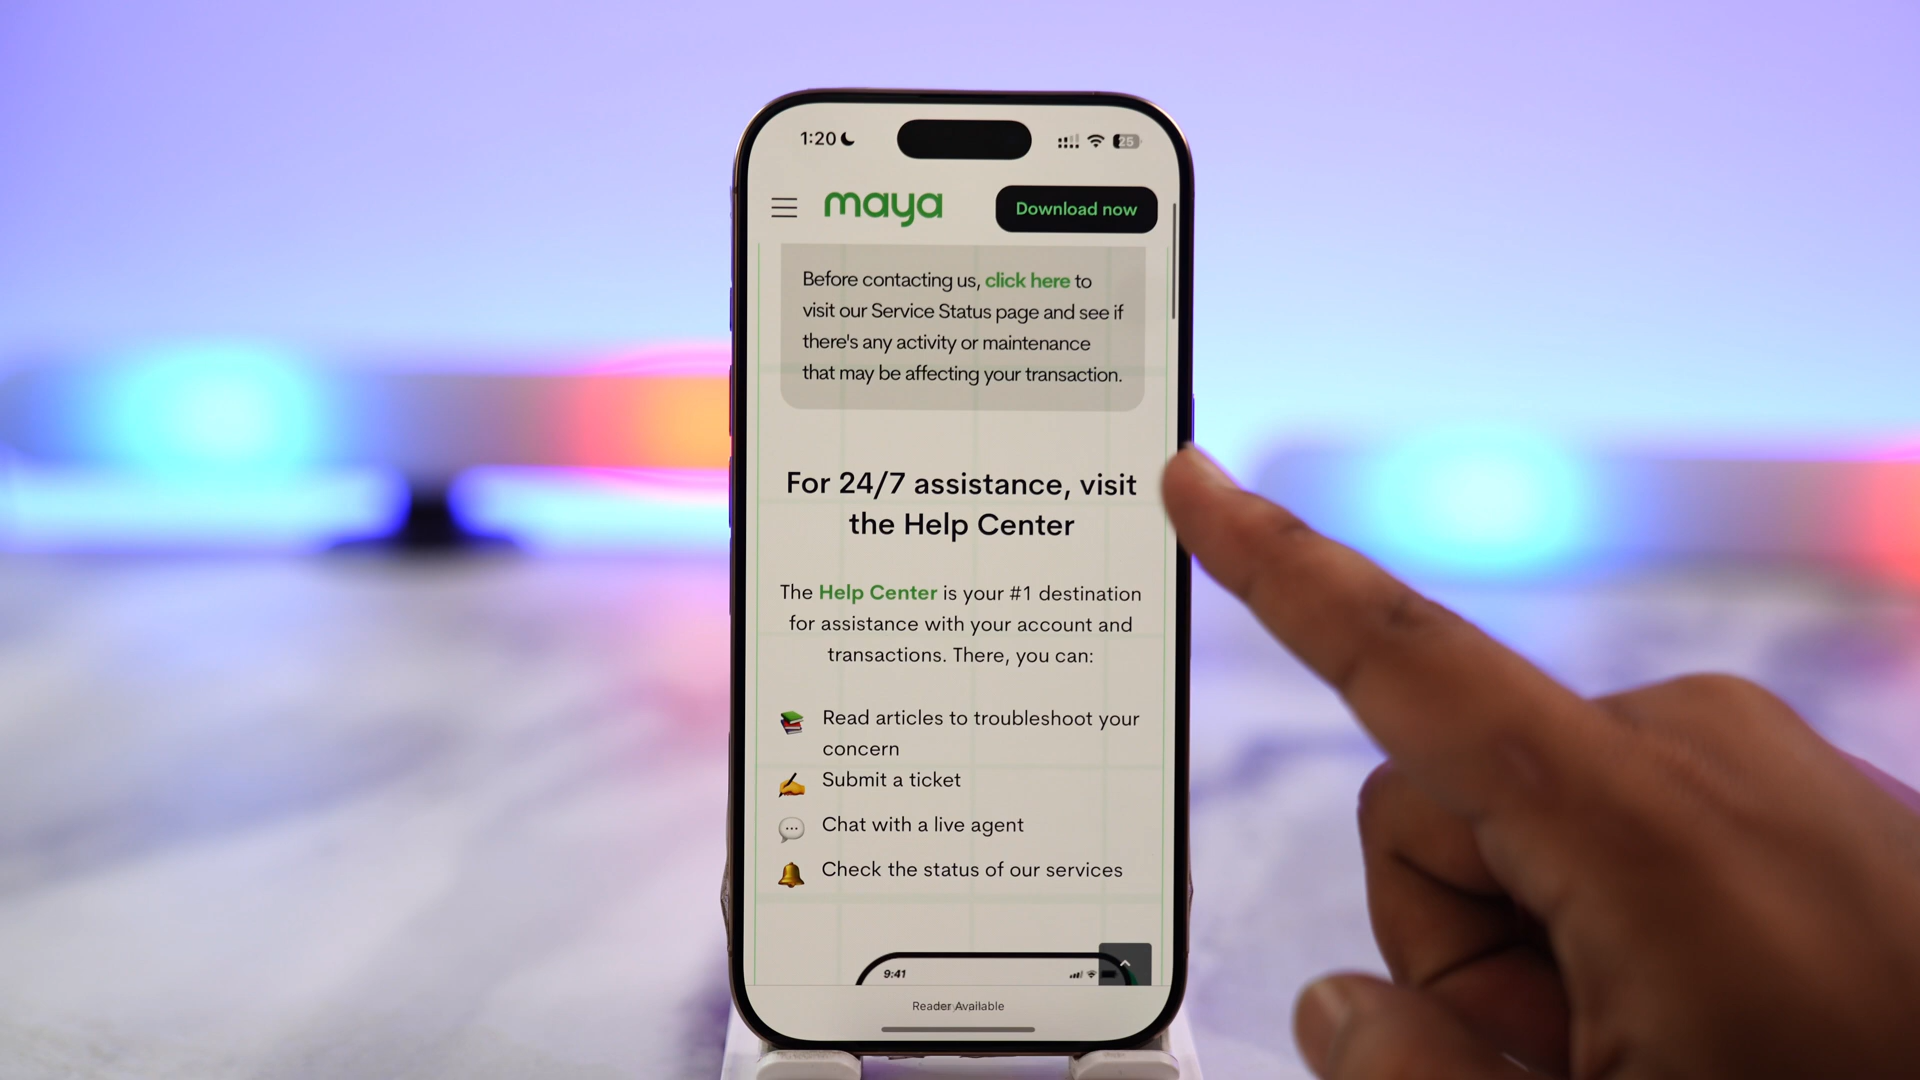 1:20
25
maya
Download now
Before contacting us, click here to
visit our Service Status page and see if
there's any activity or maintenance
that may be affecting your transaction.
For 24/7 assistance, visit
the Help Center
The Help Center is your #1 destination
for assistance with your account and
transactions. There, you can:
Read articles to troubleshoot your
concern
Submit a ticket
Chat with a live agent
Check the status of our services
9:41
Reader Available